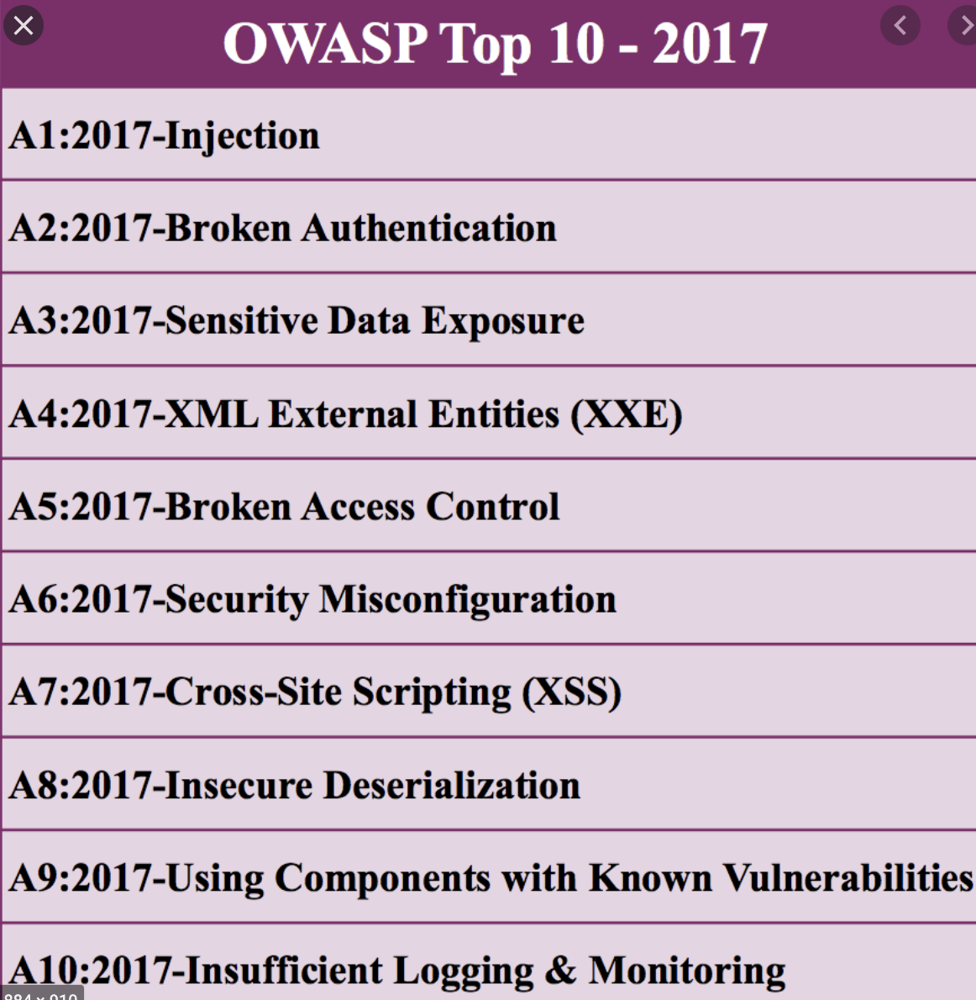 OWASP Top 10 - 2017
A1:2017-Injection
A2:2017-Broken Authentication
A3:2017-Sensitive Data Exposure
A4:2017-XML External Entities (XXE)
A5:2017-Broken Access Control
A6:2017-Security Misconfiguration
A7:2017-Cross-Site Scripting (XSS)
A8:2017-Insecure Deserialization
A9:2017-Using Components with Known Vulnerabilities
A10:2017-Insufficient Logging & Monitoring